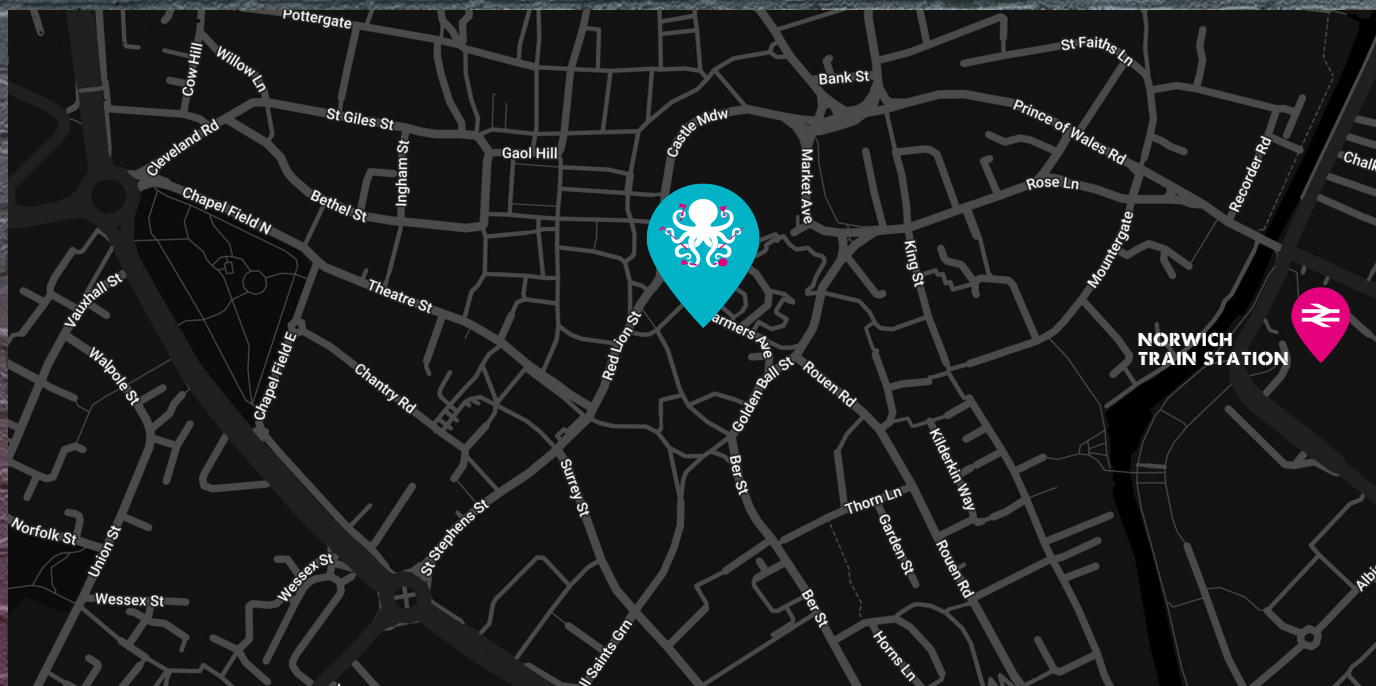 Pottergate
St Faiths Ln
Cow Hill
Willow Ln
Bank St
St Giles St
Castle Mdw
Prince of Wales Rd
Cleveland Rd
Ingham St
Gaol Hill
Market Ave
Recorder Rd
Chalk
Rose Ln
Chapel Field N
Bethel St
Mountergate
King St
Vauxhall St
Theatre St
armers Ave
Red Lion St
NORWICH
TRAIN STATION
Walpole St
Chapel Field E
Chantry Rd
Golden Ball St
Rouen Rd
Kilderkin Way
Surrey St
Ber St
Thorn Ln
Norfolk St
Union St
St Stephens St
Garden St
Rouen Rd
Wessex St
Albi
Wessex St
Ber St
ll Saints Grn
Horns Ln